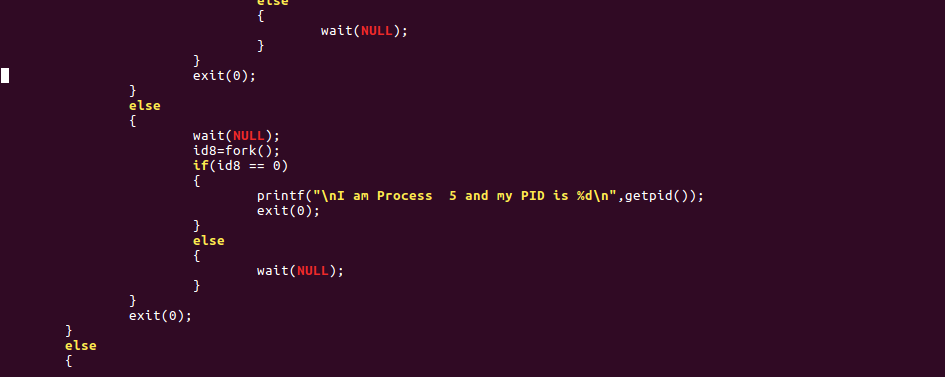 else
{
wait(NULL);
}
}
exit(0);
}
else
{
wait(NULL);
id8=fork();
if(id8 == 0)
{
printf("\nI am Process  5 and my PID is %d\n",getpid());
exit(0);
}
else
{
wait(NULL);
}
}
exit(0);
}
else
{